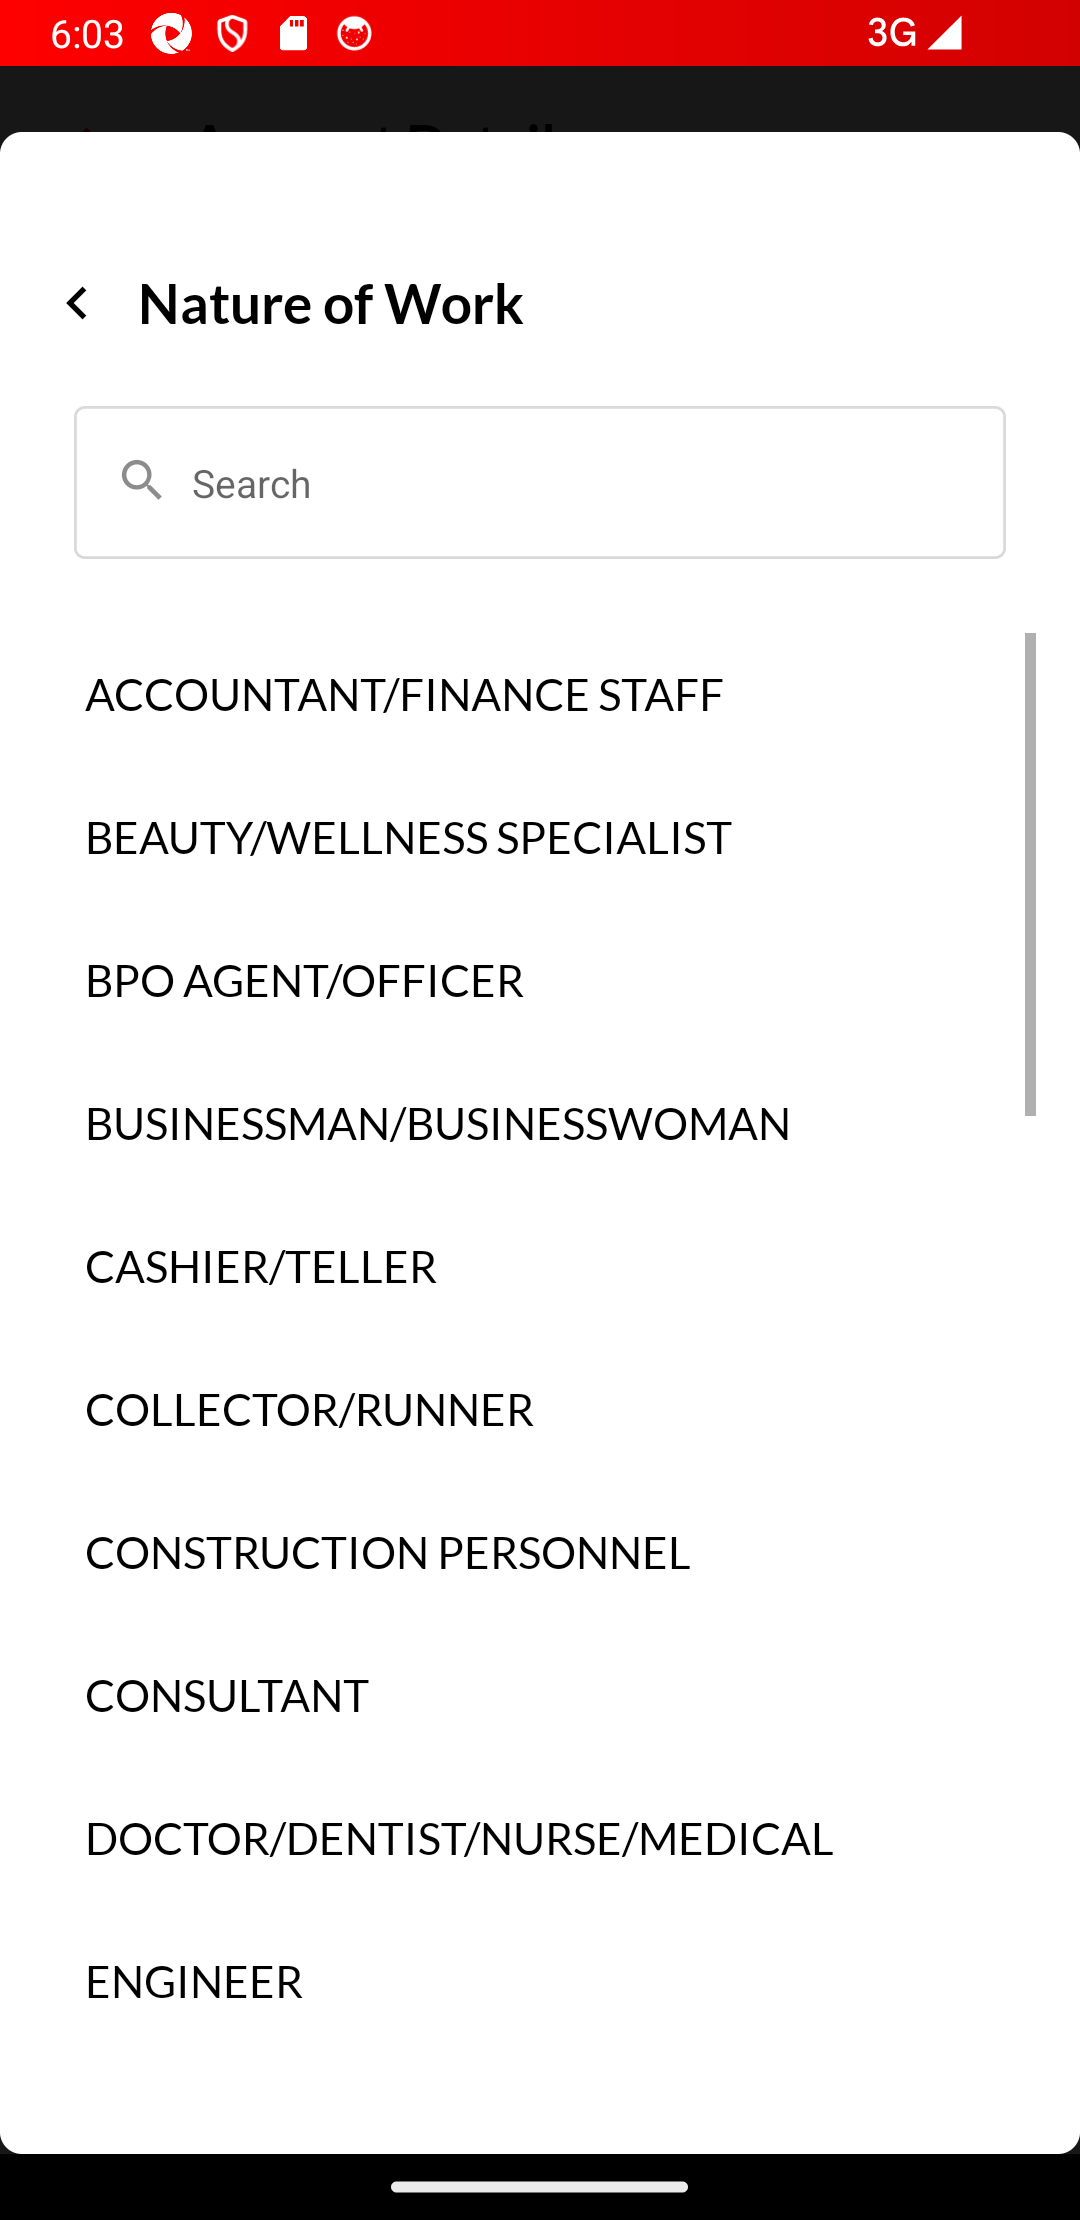 6:03
3G
Nature of Work
Search
ACCOUNTANT/FINANCE STAFF
BEAUTY/WELLNESS SPECIALIST
BPO AGENT/OFFICER
BUSINESSMAN/BUSINESSWOMAN
CASHIER/TELLER
COLLECTOR/RUNNER
CONSTRUCTION PERSONNEL
CONSULTANT
DOCTOR/DENTIST/NURSE/MEDICAL
ENGINEER